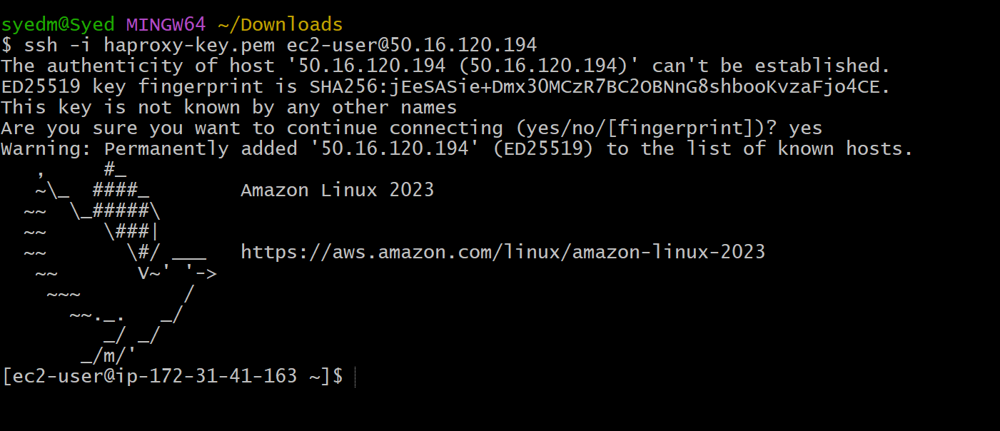 syedm@Syed MINGW64 ~/Downloads
$ ssh -i haproxy-key.pem ec2-user@50.16.120.194
The authenticity of host '50.16.120.194 (50.16.120.194)' can't be established.
ED25519 key fingerprint is SHA256:jEeSASie+Dmx3OMCzR7BC2OBNnG8shbooKvzaFjo4CE.
This key is not known by any other names
Are you sure you want to continue connecting (yes/no/[fingerprint])? yes
Warning: Permanently added '50.16.120.194' (ED25519) to the list of known hosts.
   ,     #_
   ~\_  ####_        Amazon Linux 2023
  ~~  \_#####\
  ~~     \###|
  ~~       \#/ ___   https://aws.amazon.com/linux/amazon-linux-2023
   ~~       V~' '->
    ~~~         /
      ~~._.   _/
         _/ _/
       _/m/'
[ec2-user@ip-172-31-41-163 ~]$